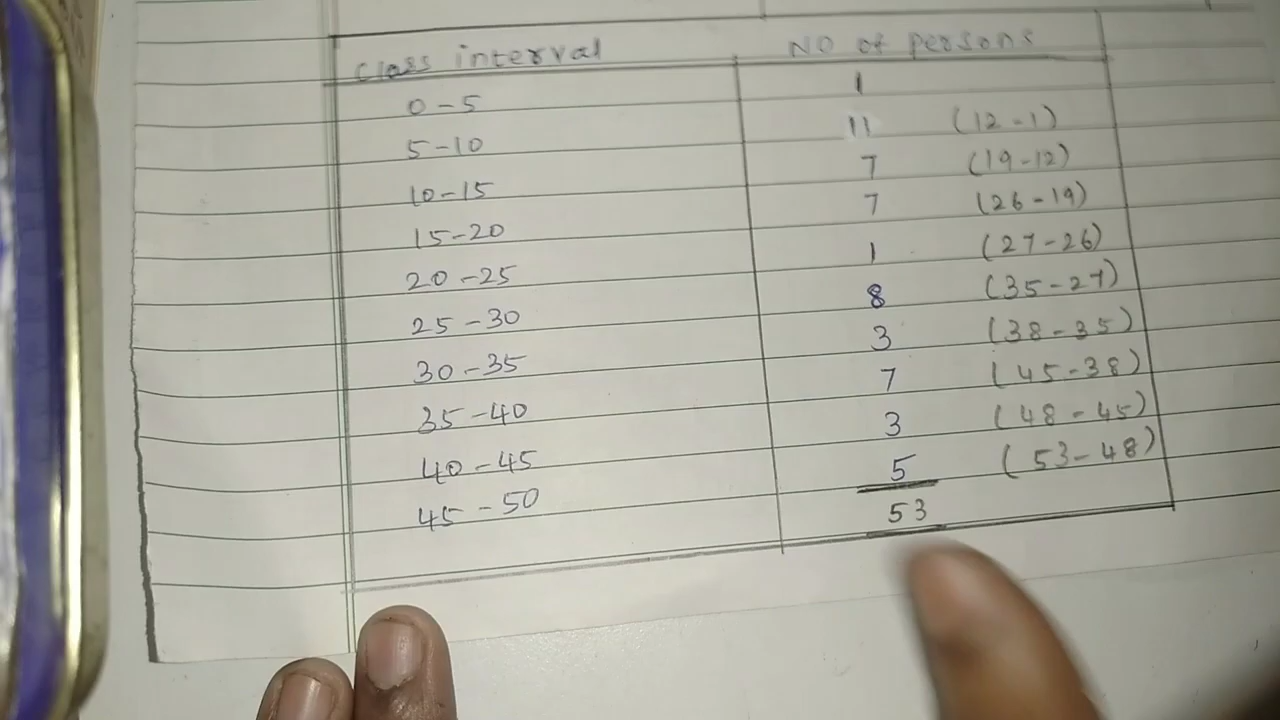 Class interval NO of persons
0-5 1
5-10 11 (12-1)
10-15 7 (19-12)
15-20 7 (26-19)
20-25 1 (27-26)
25-30 8 (35-27)
30-35 3 (38-35)
35-40 7 (45-38)
40-45 3 (48-45)
45-50 5 (53-48)
53